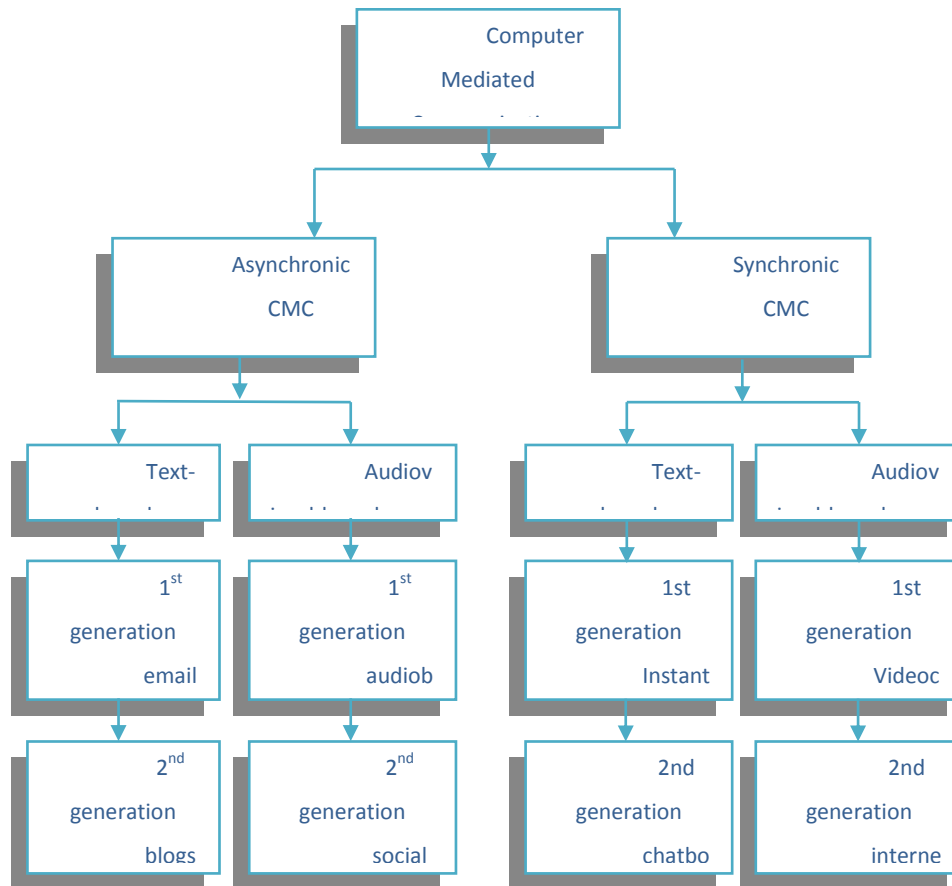 Computer
Mediated
Asynchronic
CMC
Synchronic
CMC
Text-
Audiov
Text-
Audiov
1st
generation
email
1st
generation
audiob
1st
generation
Instant
1st
generation
Videoc
2nd
generation
blogs
2nd
generation
social
2nd
generation
chatbo
2nd
generation
interne